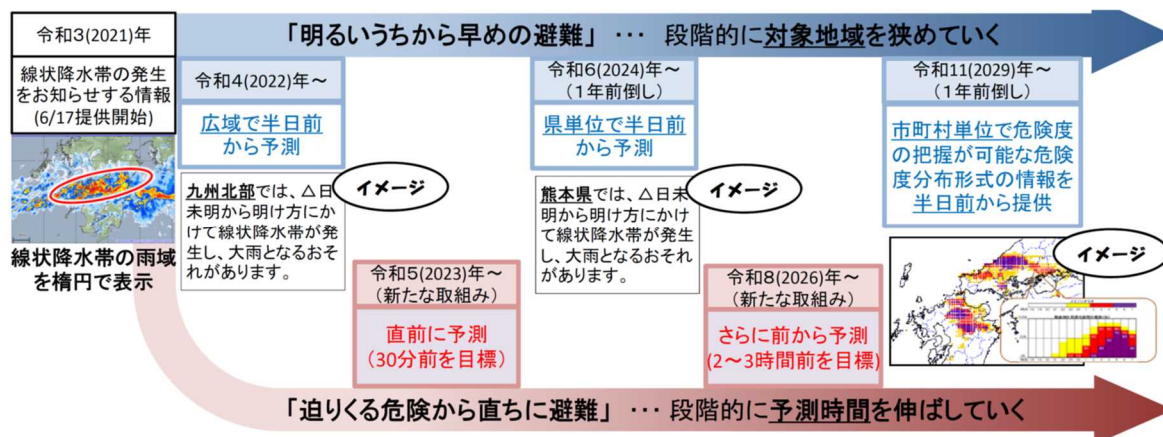 令和3(2021)年
線状降水帯の発生
をお知らせする情報
(6/17提供開始)
線状降水帯の雨域
を楕円で表示
「明るいうちから早めの避難」 ･･･ 段階的に対象地域を狭めていく
令和4(2022)年～
広域で半日前
から予測
九州北部では、△日
未明から明け方にか
けて線状降水帯が発
生し、大雨となるおそ
れがあります。
イメージ
令和5(2023)年～
(新たな取組み)
直前に予測
(30分前を目標)
令和6(2024)年～
(1年前倒し)
県単位で半日前
から予測
熊本県では、△日未
明から明け方にかけ
て線状降水帯が発生
し、大雨となるおそれ
があります。
イメージ
令和8(2026)年～
(新たな取組み)
さらに前から予測
(2～3時間前を目標)
令和11(2029)年～
(1年前倒し)
市町村単位で危険度
の把握が可能な危険
度分布形式の情報を
半日前から提供
イメージ
「迫りくる危険から直ちに避難」 ･･･ 段階的に予測時間を伸ばしていく